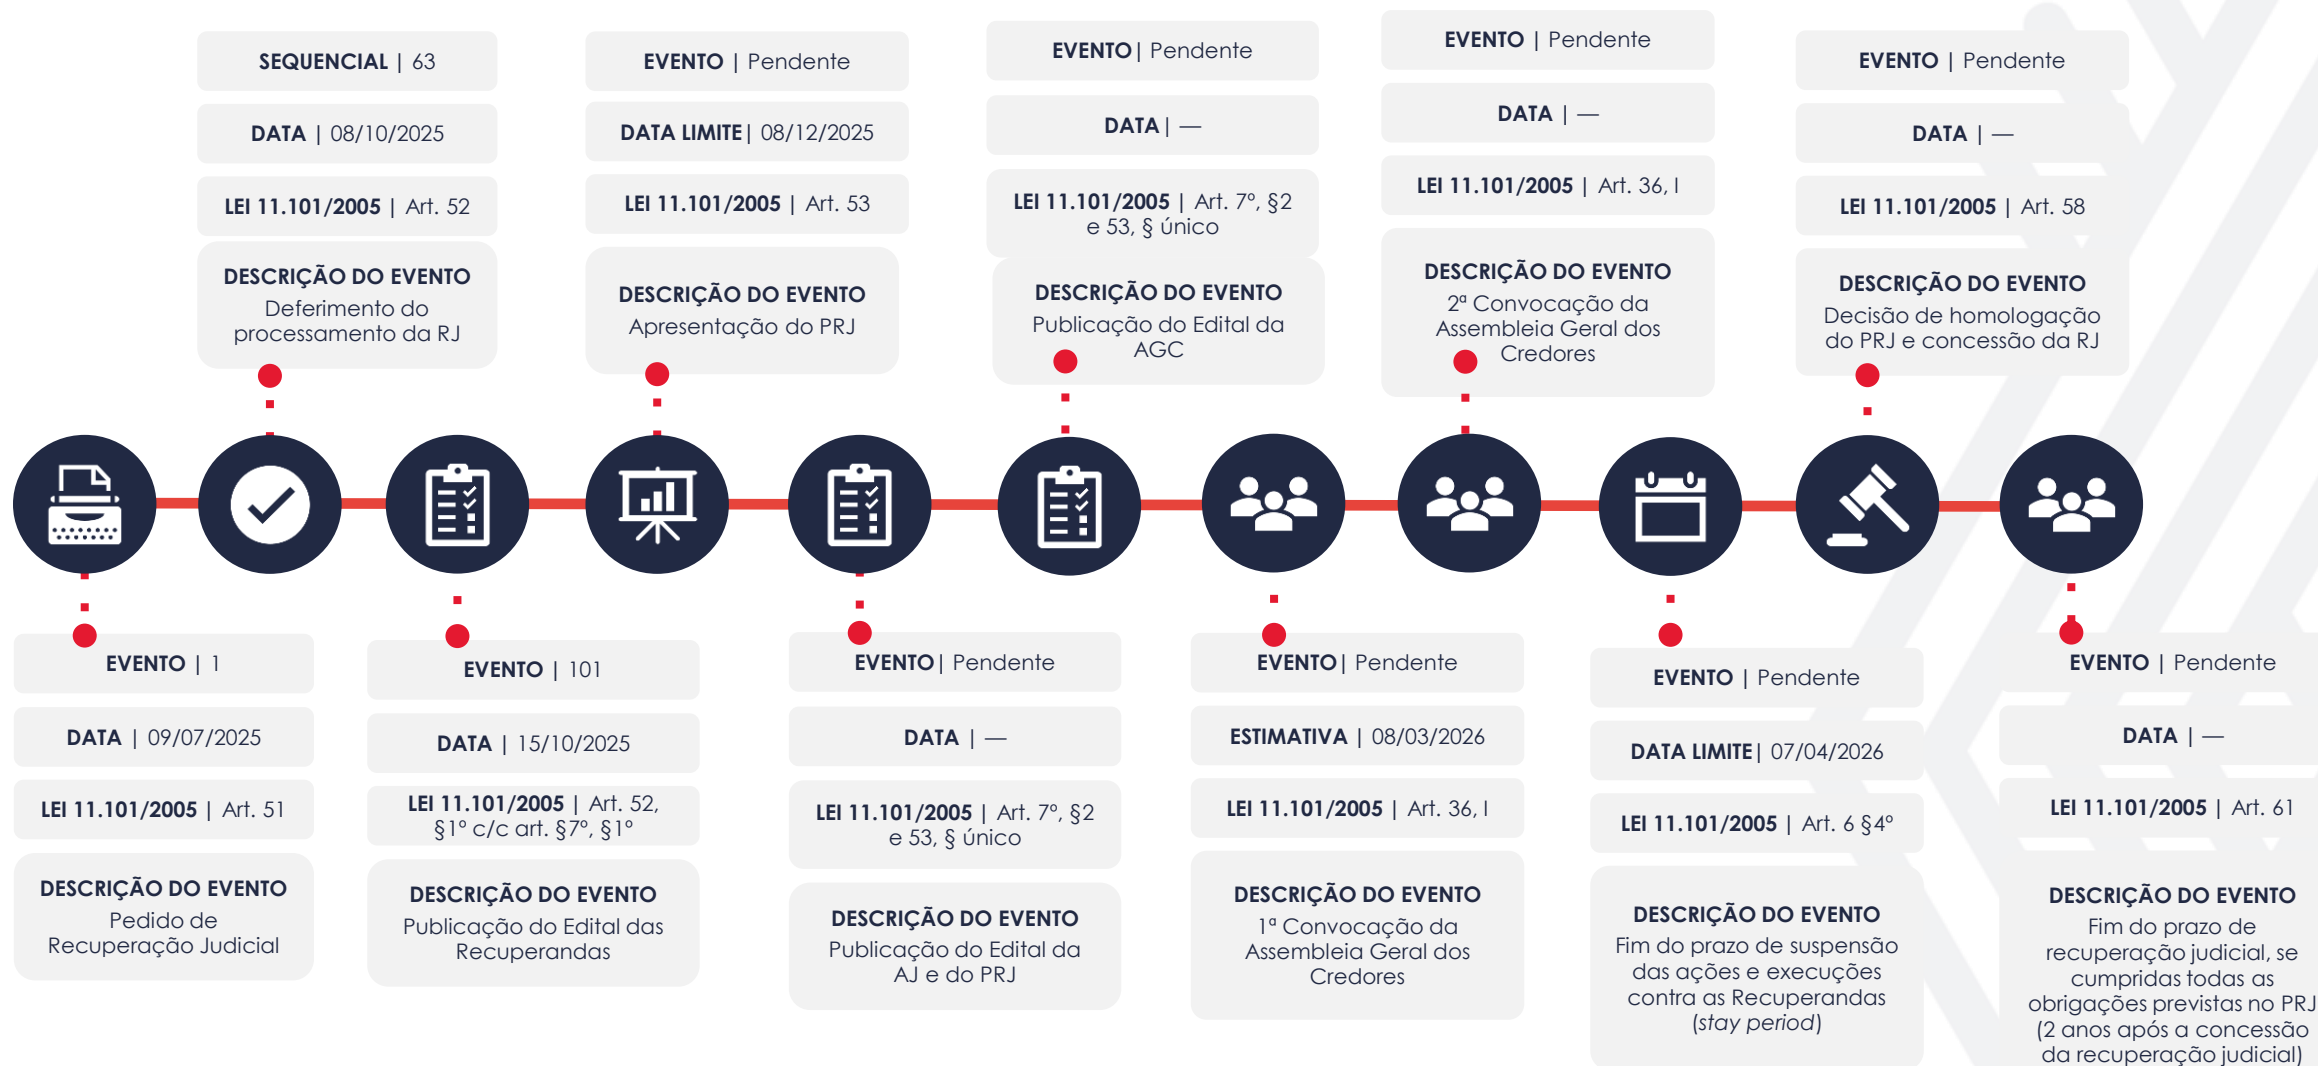 SEQUENCIAL | 63
DATA | 08/10/2025
LEI 11.101/2005 | Art. 52
DESCRIÇÃO DO EVENTO
Deferimento do
processamento da RJ
EVENTO | Pendente
DATA LIMITE| 08/12/2025
LEI 11.101/2005 | Art. 53
DESCRIÇÃO DO EVENTO
Apresentação do PRJ
EVENTO| Pendente
DATA| —
LEI 11.101/2005 | Art. 7º, §2
e 53, § único
DESCRIÇÃO DO EVENTO
Publicação do Edital da
AGC
EVENTO | Pendente
DATA | —
LEI 11.101/2005 | Art. 36, I
DESCRIÇÃO DO EVENTO
2ª Convocação da
Assembleia Geral dos
Credores
EVENTO | Pendente
DATA | —
LEI 11.101/2005 | Art. 58
DESCRIÇÃO DO EVENTO
Decisão de homologação
do PRJ e concessão da RJ
EVENTO | 1
DATA | 09/07/2025
LEI 11.101/2005 | Art. 51
DESCRIÇÃO DO EVENTO
Pedido de
Recuperação Judicial
EVENTO | 101
DATA | 15/10/2025
LEI 11.101/2005 | Art. 52,
§1º c/c art. §7º, §1º
DESCRIÇÃO DO EVENTO
Publicação do Edital das
Recuperandas
EVENTO| Pendente
DATA | —
LEI 11.101/2005 | Art. 7º, §2
e 53, § único
DESCRIÇÃO DO EVENTO
Publicação do Edital da
AJ e do PRJ
EVENTO| Pendente
ESTIMATIVA | 08/03/2026
LEI 11.101/2005 | Art. 36, I
DESCRIÇÃO DO EVENTO
1ª Convocação da
Assembleia Geral dos
Credores
EVENTO | Pendente
DATA LIMITE| 07/04/2026
LEI 11.101/2005 | Art. 6 §4º
DESCRIÇÃO DO EVENTO
Fim do prazo de suspensão
das ações e execuções
contra as Recuperandas
(stay period)
EVENTO | Pendente
DATA | —
LEI 11.101/2005 | Art. 61
DESCRIÇÃO DO EVENTO
Fim do prazo de
recuperação judicial, se
cumpridas todas as
obrigações previstas no PRJ
(2 anos após a concessão
da recuperação judicial)